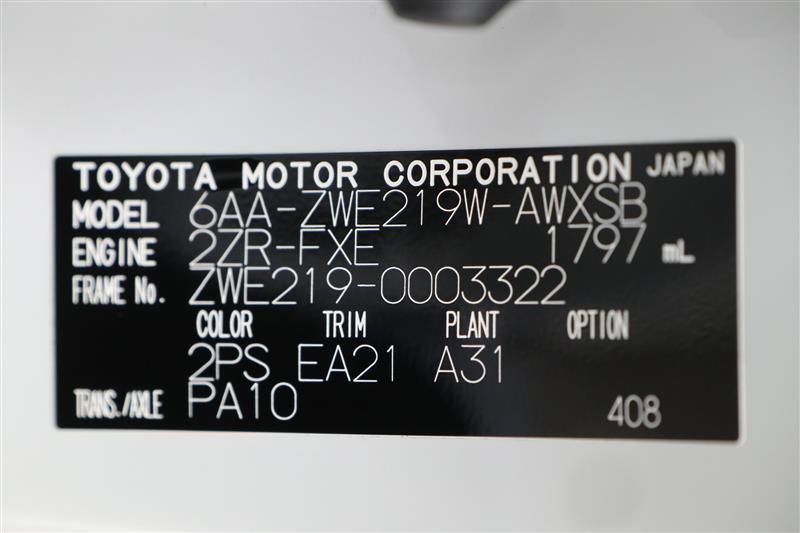 TOYOTA MOTOR CORPORATION JAPAN
MODEL 6AA-ZWE219W-AWXSB
ENGINE 2ZR-FXE 1797 mL
FRAME No. ZWE219-0003322
COLOR TRIM PLANT OPTION
2PS EA21 A31
TRANS./AXLE PA10 408